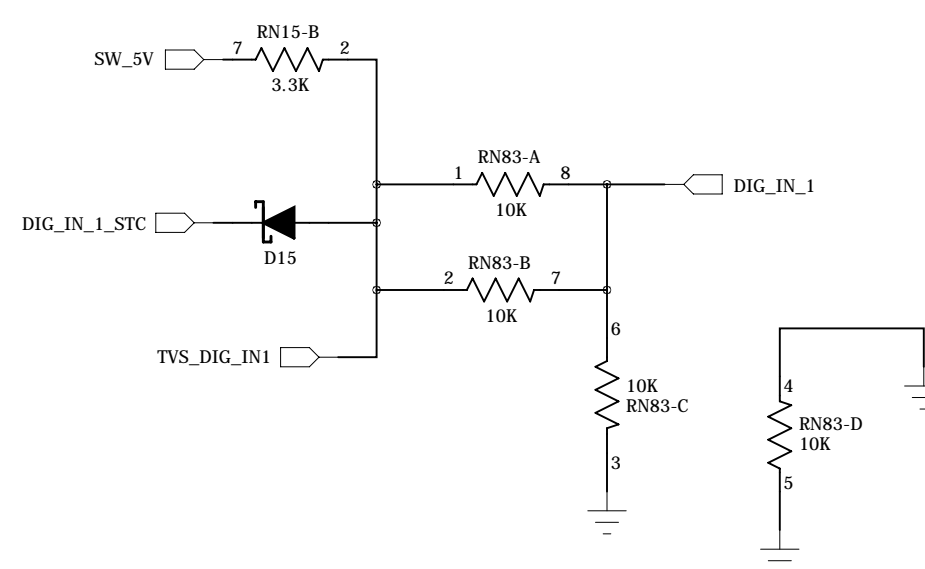 RN15-B
SW_5V 7 2
3.3K
RN83-A
1 8 DIG_IN_1
10K
DIG_IN_1_STC
D15
RN83-B
2 7
10K
6
TVS_DIG_IN1
10K
RN83-C
4
RN83-D
10K
3
5